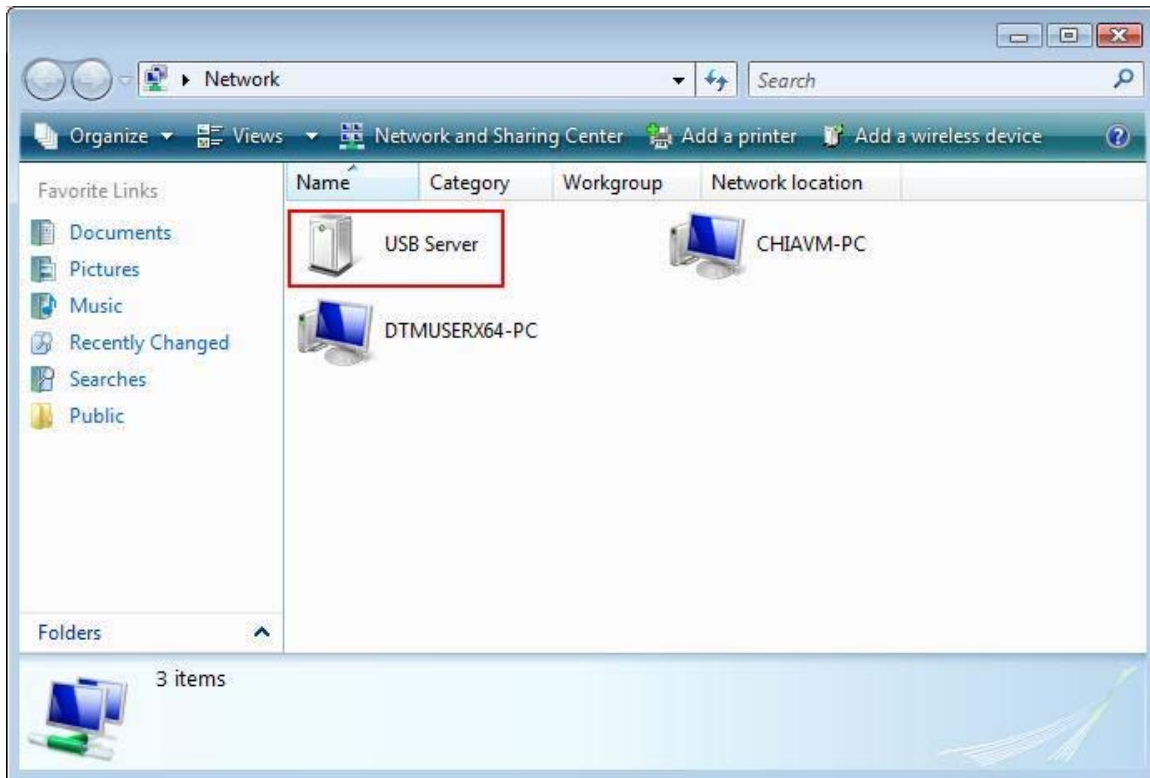 Network
Search
Organize Views Network and Sharing Center Add a printer Add a wireless device
Favorite Links
Documents
Pictures
Music
Recently Changed
Searches
Public
Folders
Name Category Workgroup Network location
USB Server
CHIAVM-PC
DTMUSERX64-PC
3 items